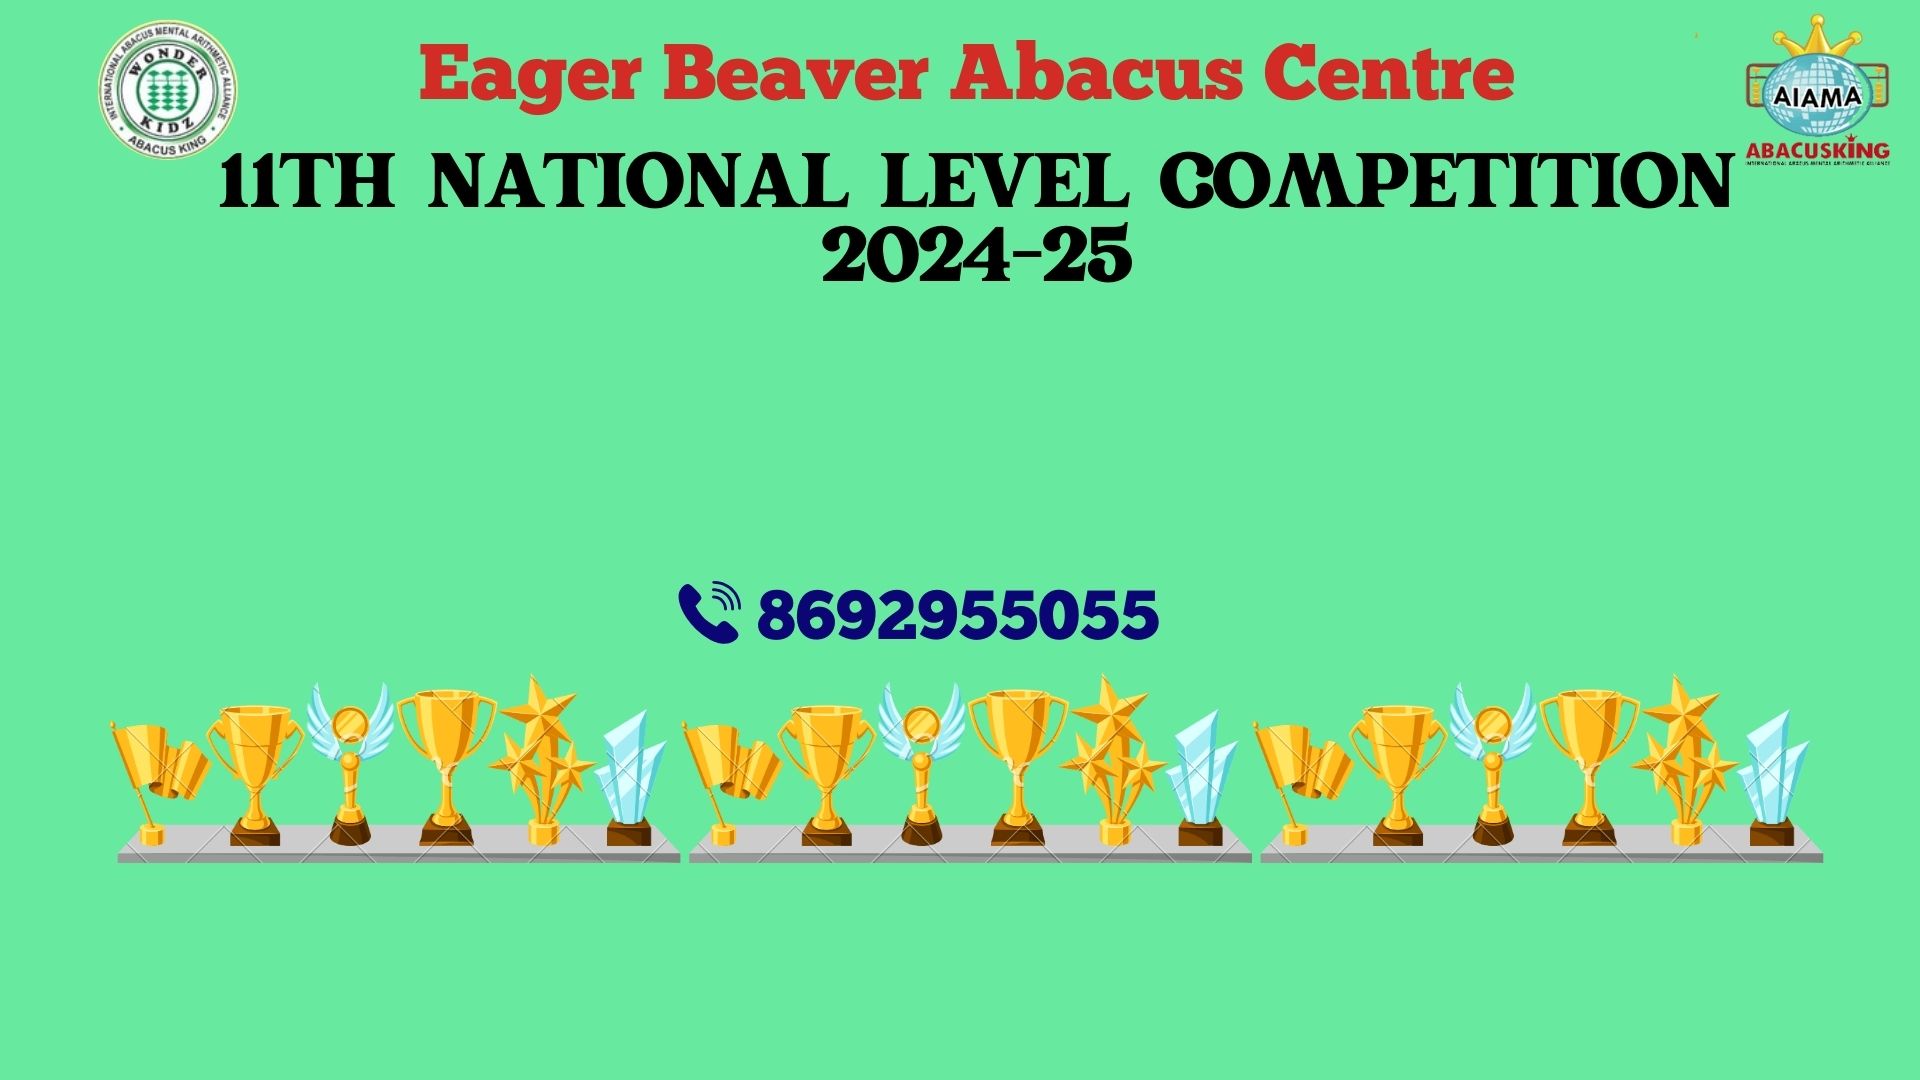 INTERNATIONAL ABACUS MENTAL ARITHMETIC ALLIANCE
WONDER
KIDZ
ABACUS KING
Eager Beaver Abacus Centre
AIAMA
ABACUSKING
INTERNATIONAL ABACUS MENTAL ARITHMETIC ALLIANCE
11TH NATIONAL LEVEL COMPETITION
2024-25
8692955055